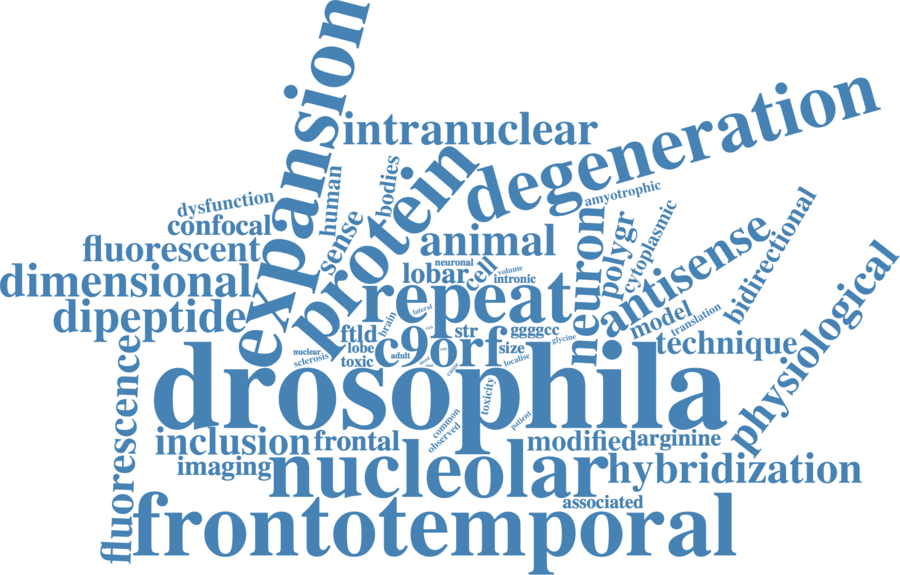 expansion
intranuclear
degeneration
protein
bodies
human
dysfunction
amyotrophic
confocal
sense
neuron
polygr
cytoplasmic
antisense
bidirectional
fluorescent
animal
neuronal
cell
volume
intronic
lobar
dimensional
repeat
physiological
dipeptide
lateral
brain
model
translation
ftld
str
ggggcc
glycine
technique
c9orf
lobe
nuclear
sclerosis
toxic
adult
size
localise
fluorescence
drosophila
toxicity
common
observed
patient
inclusion
frontal
modified
arginine
imaging
nucleolar
hybridization
associated
frontotemporal